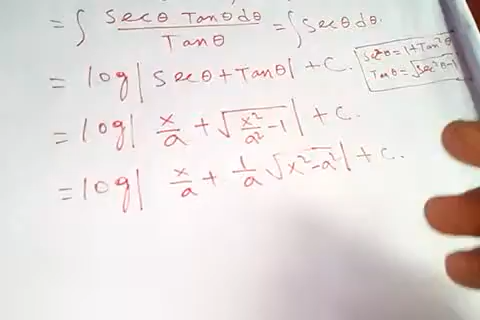 = ∫ Secθ Tanθ dθ / Tanθ = ∫ Secθ dθ.
= log| Secθ + Tanθ| + C.
Sec²θ = 1 + Tan²θ
Tanθ = √Sec²θ-1
= log| x/a + √x²/a² - 1 | + C.
= log| x/a + 1/a √x² - a² | + C.